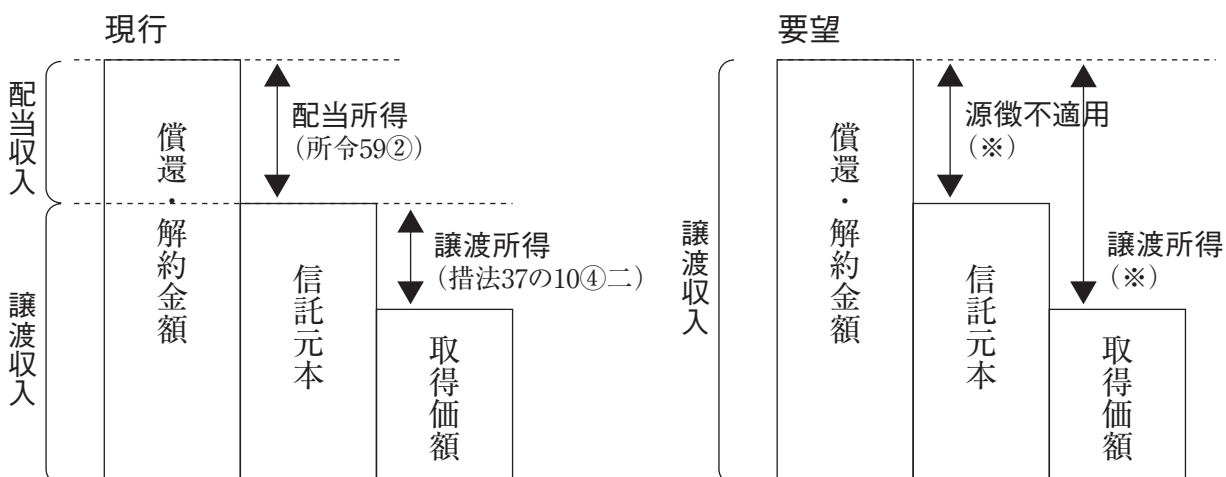 現行
配当収入
譲渡収入
償還・解約金額
配当所得
（所令59②）
信託元本
譲渡所得
（措法37の10④二）
取得価額
要望
譲渡収入
償還・解約金額
源徴不適用
（※）
信託元本
譲渡所得
（※）
取得価額